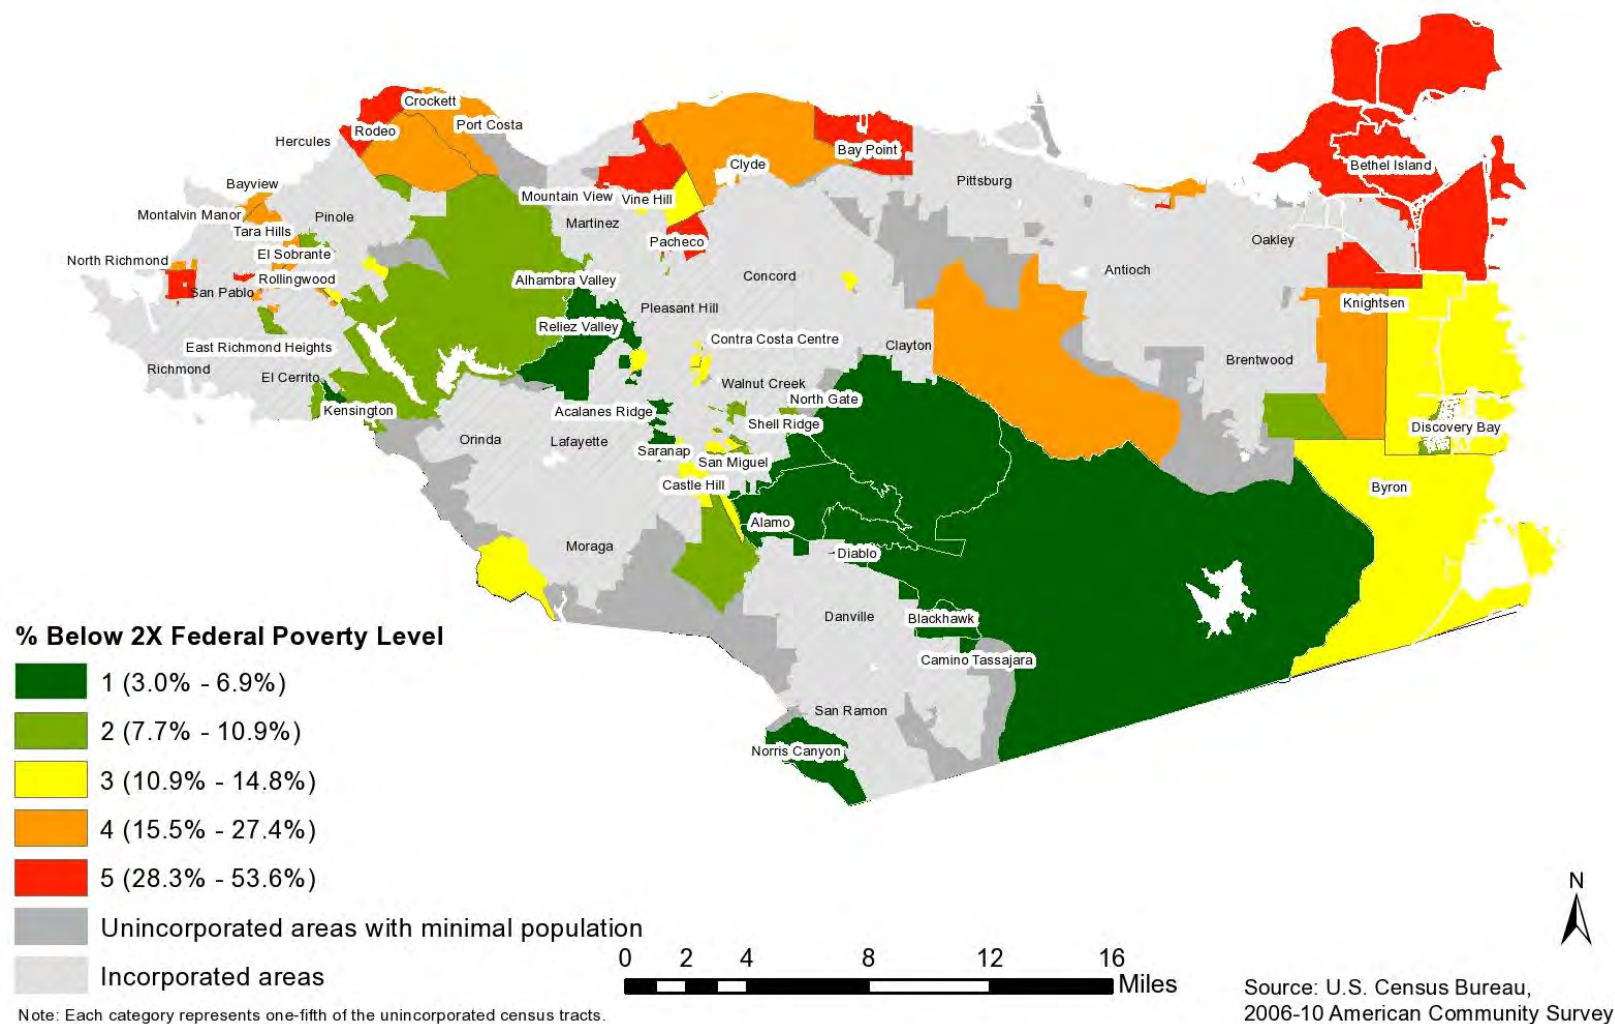 Crockett
Port Costa
Rodeo
Hercules
Bay Point
Clyde
Bethel Island
Pittsburg
Bayview
Mountain View
Vine Hill
Montalvin Manor
Pinole
Martinez
Tara Hills
Pacheco
Oakley
El Sobrante
North Richmond
Antioch
Concord
Rollingwood
Alhambra Valley
San Pablo
Knightsen
Pleasant Hill
Reliez Valley
Contra Costa Centre
Clayton
East Richmond Heights
Brentwood
Richmond
El Cerrito
Walnut Creek
North Gate
Kensington
Acalanes Ridge
Shell Ridge
Discovery Bay
Orinda
Lafayette
Saranap
San Miguel
Castle Hill
Byron
Alamo
Moraga
Diablo
Danville
Blackhawk
Camino Tassajara
San Ramon
Norris Canyon
% Below 2X Federal Poverty Level
1 (3.0% - 6.9%)
2 (7.7% - 10.9%)
3 (10.9% - 14.8%)
4 (15.5% - 27.4%)
5 (28.3% - 53.6%)
Unincorporated areas with minimal population
Incorporated areas
Note: Each category represents one-fifth of the unincorporated census tracts.
0 2 4 8 12 16
Miles
N
Source: U.S. Census Bureau,
2006-10 American Community Survey